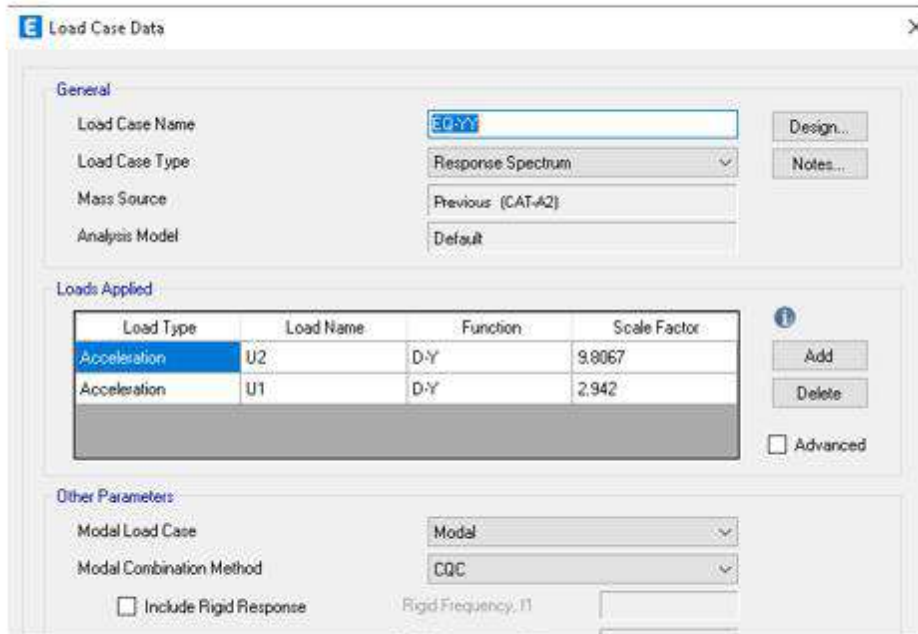 E Load Case Data
General
Load Case Name EQ-YY Design...
Load Case Type Response Spectrum Notes...
Mass Source Previous (CAT-A2)
Analysis Model Default
Loads Applied
Load Type Load Name Function Scale Factor
Acceleration U2 D-Y 9.8067 Add
Acceleration U1 D-Y 2.942 Delete
Advanced
Other Parameters
Modal Load Case Modal
Modal Combination Method CQC
Include Rigid Response Rigid Frequency, f1